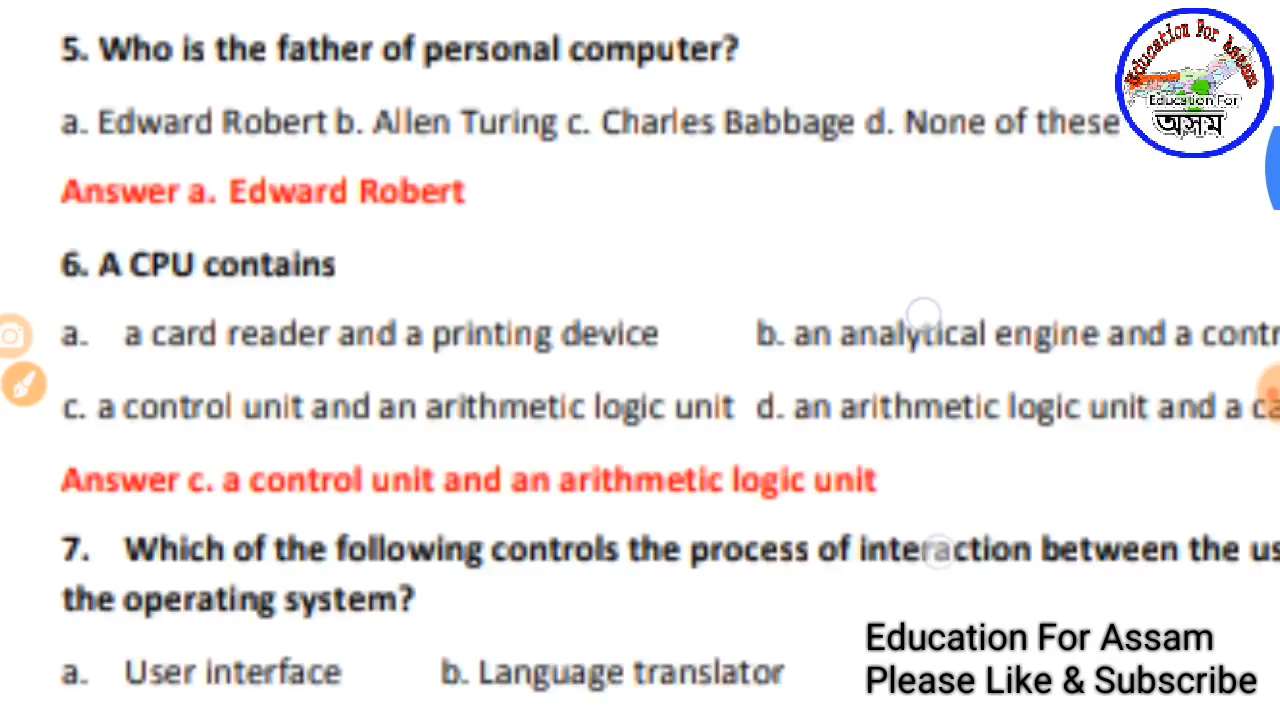 5. Who is the father of personal computer?
a. Edward Robert b. Allen Turing c. Charles Babbage d. None of these
Education For Assam
Education For
অসম
Answer a. Edward Robert
6. A CPU contains
a. a card reader and a printing device b. an analytical engine and a contr
c. a control unit and an arithmetic logic unit d. an arithmetic logic unit and a ca
Answer c. a control unit and an arithmetic logic unit
7. Which of the following controls the process of interaction between the us
the operating system?
a. User interface b. Language translator
Education For Assam
Please Like & Subscribe